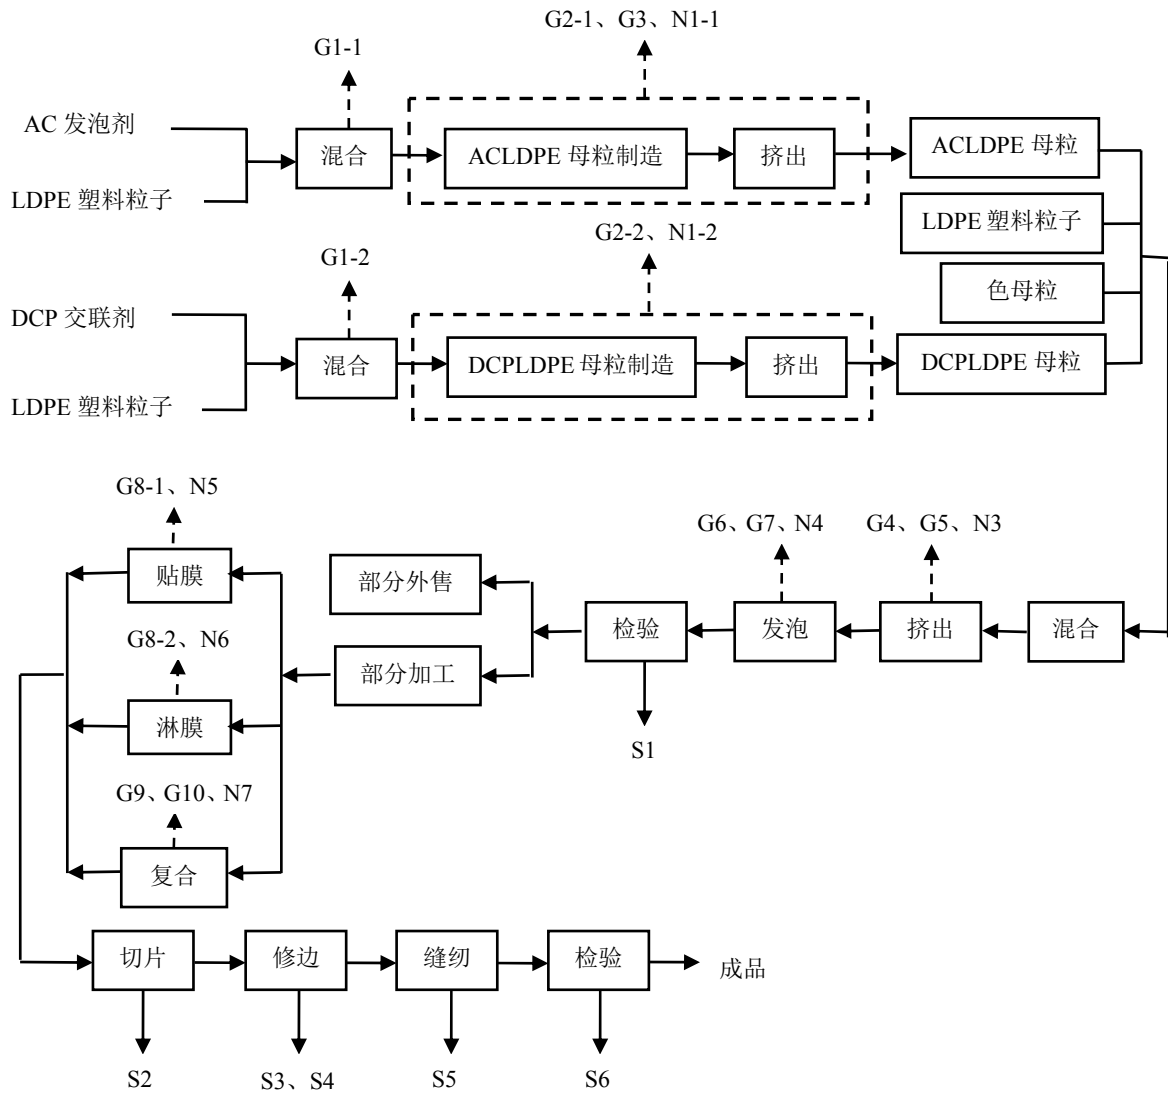 G2-1、G3、N1-1
G1-1
AC 发泡剂
混合
ACLDPE 母粒制造
挤出
ACLDPE 母粒
LDPE 塑料粒子
LDPE 塑料粒子
G2-2、N1-2
G1-2
色母粒
DCP 交联剂
混合
DCPLDPE 母粒制造
挤出
DCPLDPE 母粒
LDPE 塑料粒子
G8-1、N5
G6、G7、N4
G4、G5、N3
贴膜
部分外售
检验
发泡
挤出
混合
G8-2、N6
部分加工
淋膜
S1
G9、G10、N7
复合
切片
修边
缝纫
检验
成品
S2
S3、S4
S5
S6